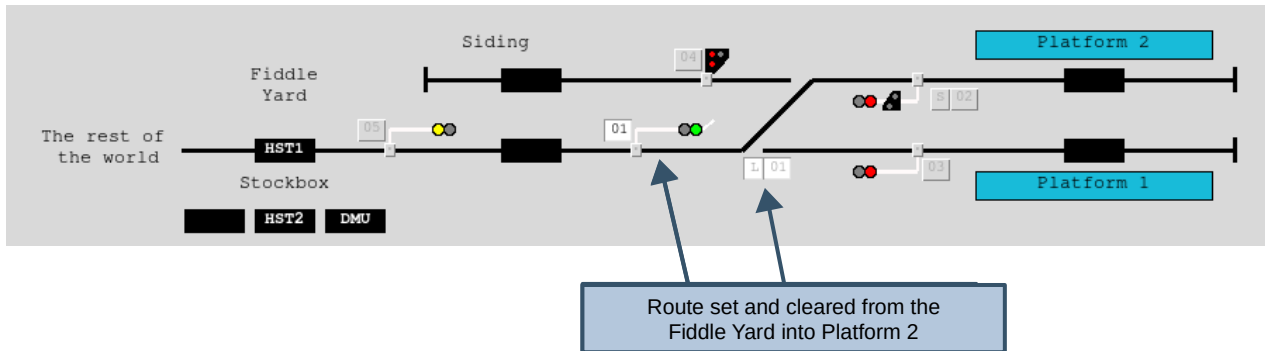 Siding
04
Platform 2
Fiddle
Yard
S 02
05
01
The rest of
the world
HST1
L 01
03
Stockbox
Platform 1
HST2 DMU
Route set and cleared from the
Fiddle Yard into Platform 2